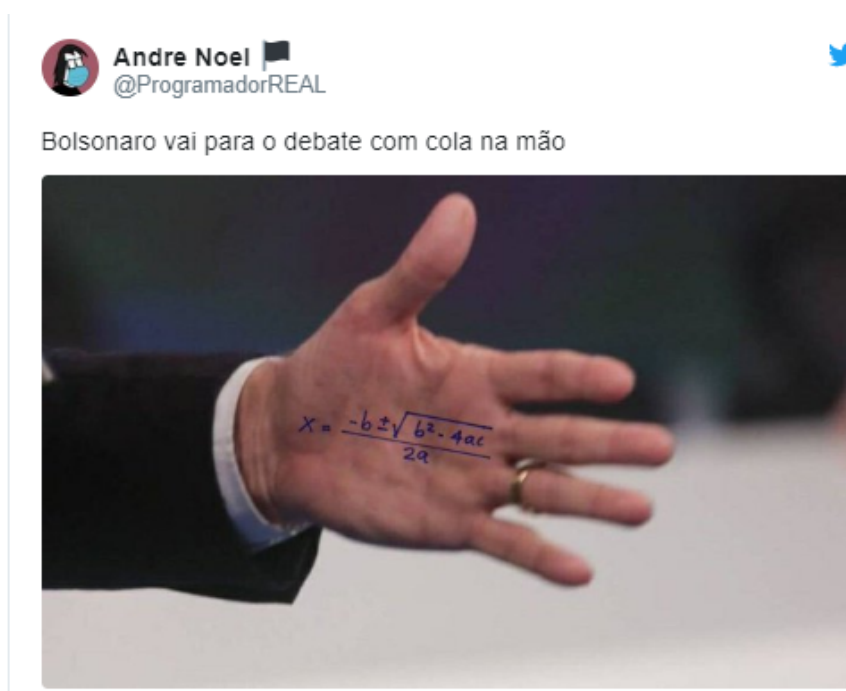 Andre Noel
@ProgramadorREAL
Bolsonaro vai para o debate com cola na mão
x = -b ± √b² - 4ac
2a